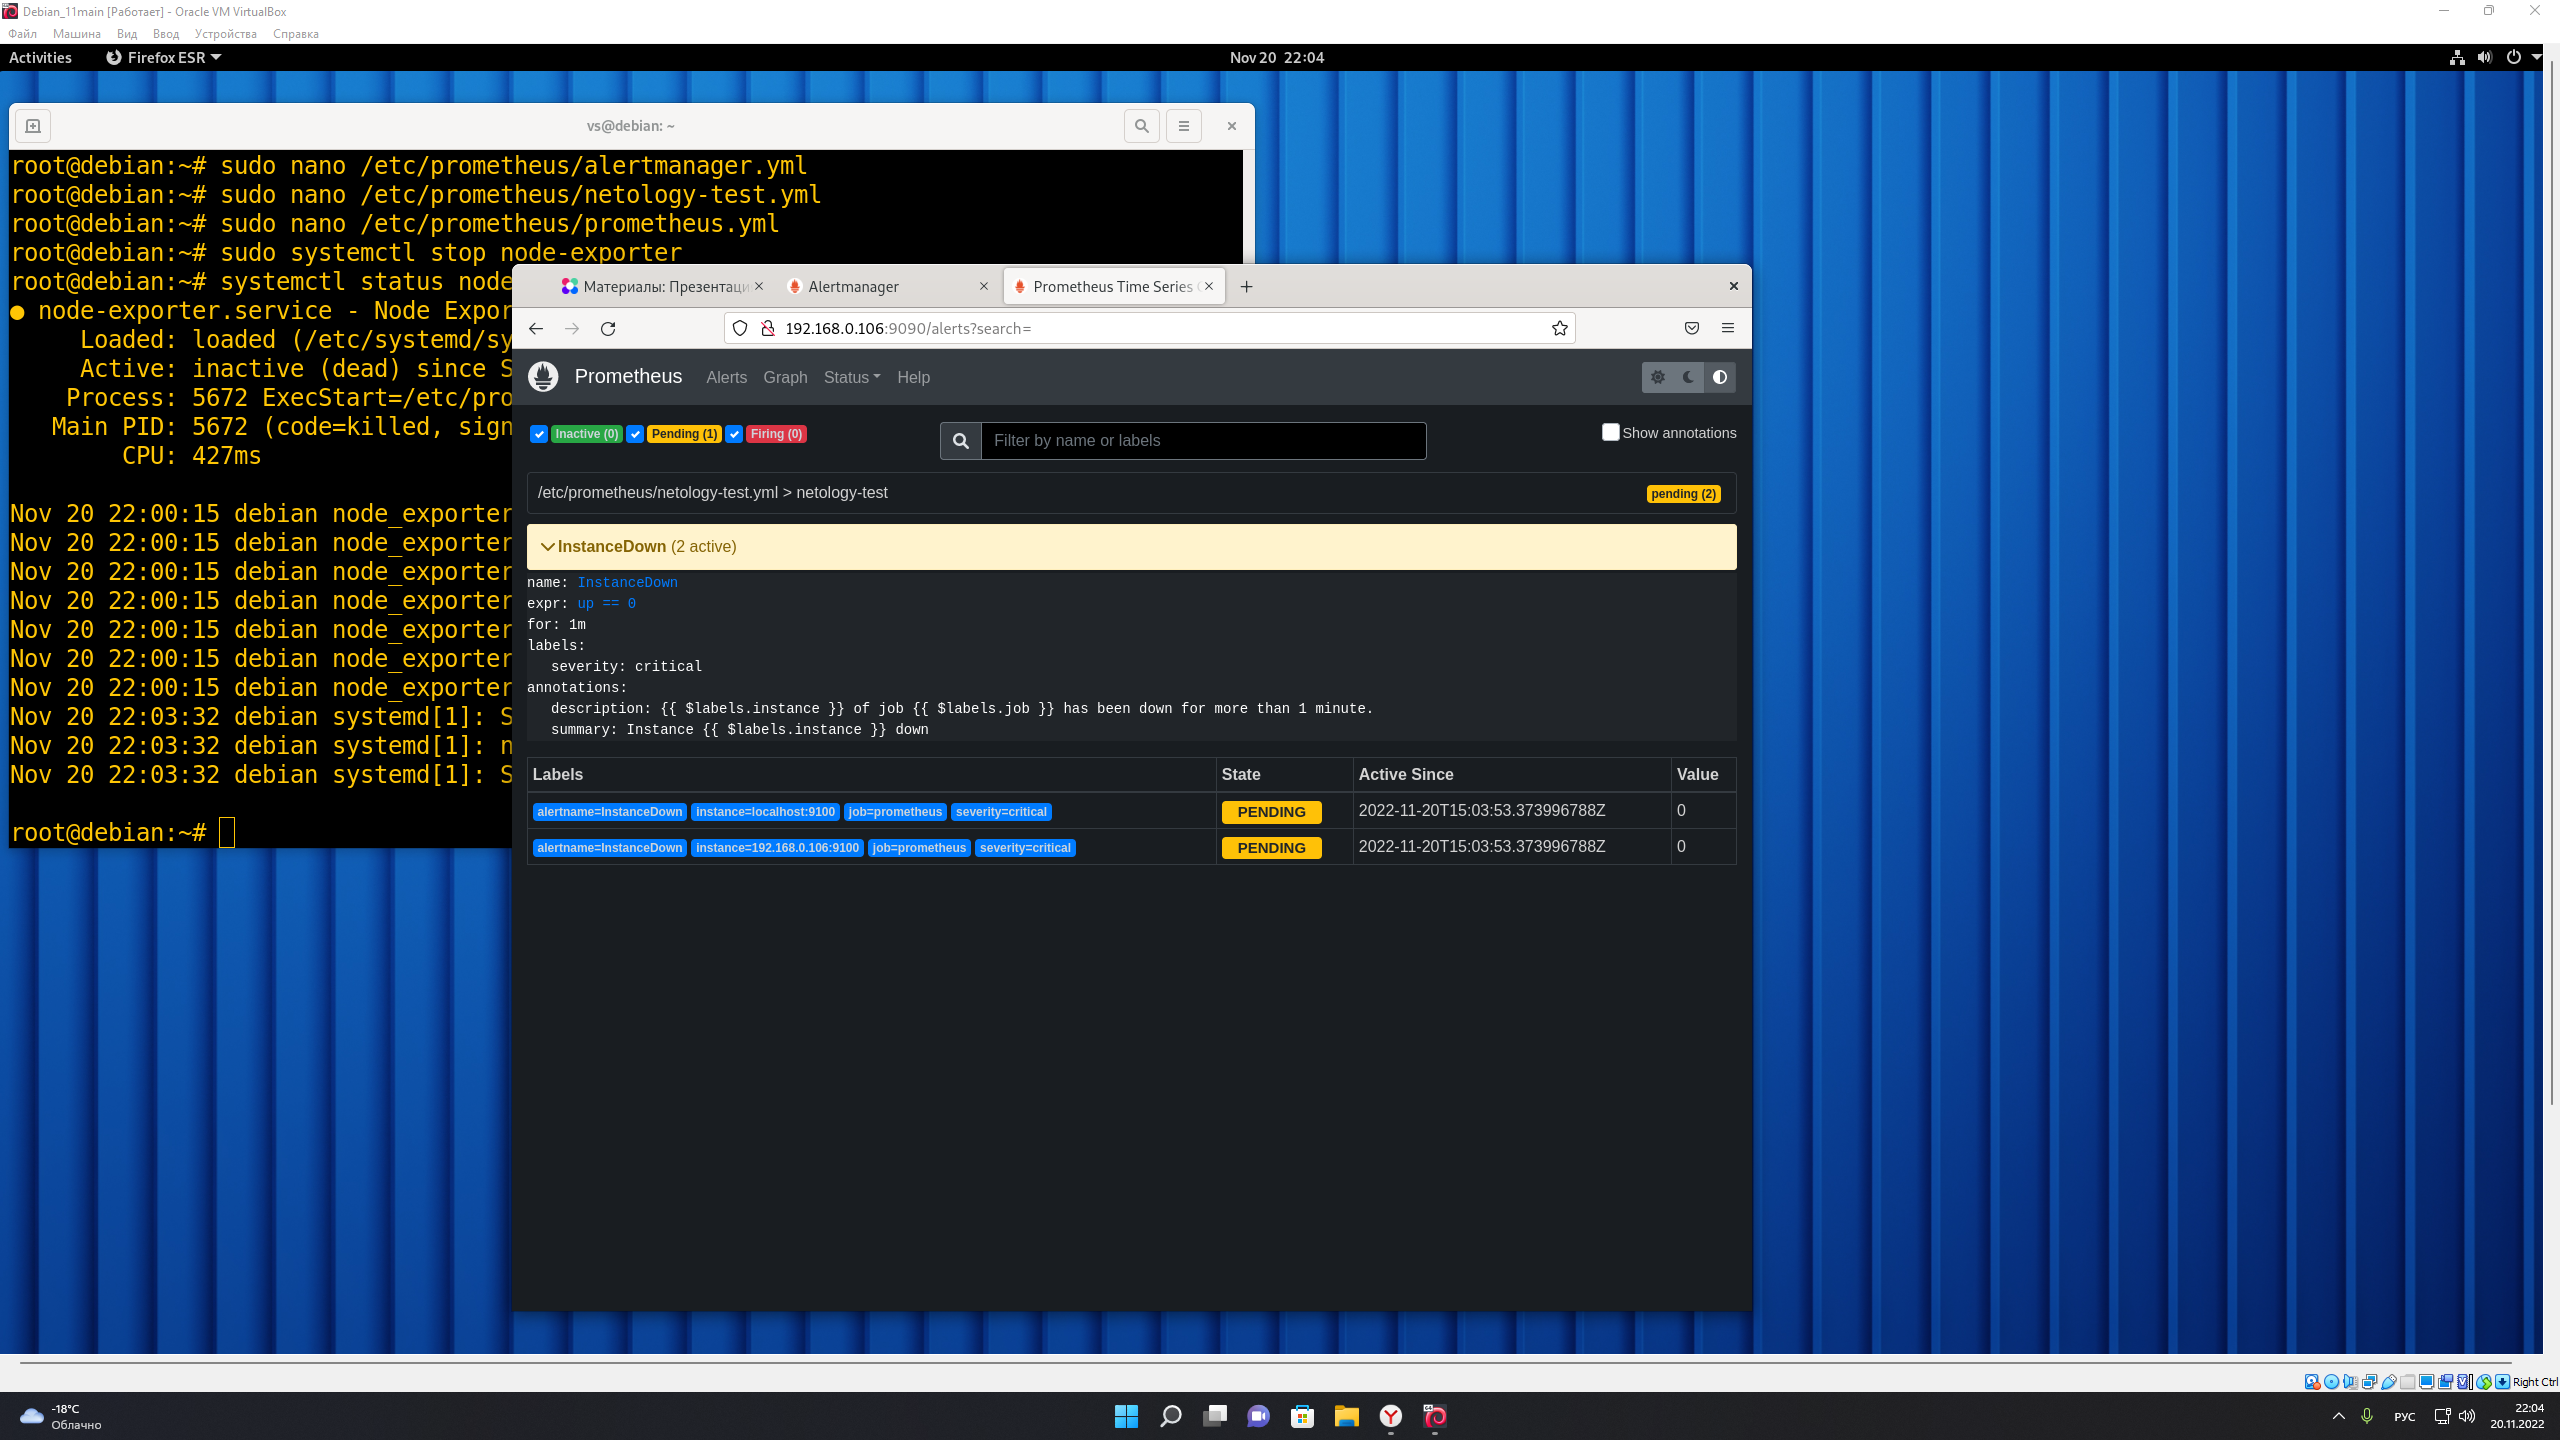 Debian_11main [Работает] - Oracle VM VirtualBox
Файл Машина Вид Ввод Устройства Справка
Activities Firefox ESR Nov 20 22:04
vs@debian: ~
root@debian:~# sudo nano /etc/prometheus/alertmanager.yml
root@debian:~# sudo nano /etc/prometheus/netology-test.yml
root@debian:~# sudo nano /etc/prometheus/prometheus.yml
root@debian:~# sudo systemctl stop node-exporter
root@debian:~# systemctl status node
● node-exporter.service - Node Expor
Loaded: loaded (/etc/systemd/sy
Active: inactive (dead) since S
Process: 5672 ExecStart=/etc/pro
Main PID: 5672 (code=killed, sign
CPU: 427ms
Nov 20 22:00:15 debian node_exporter
Nov 20 22:00:15 debian node_exporter
Nov 20 22:00:15 debian node_exporter
Nov 20 22:00:15 debian node_exporter
Nov 20 22:00:15 debian node_exporter
Nov 20 22:00:15 debian node_exporter
Nov 20 22:00:15 debian node_exporter
Nov 20 22:03:32 debian systemd[1]: S
Nov 20 22:03:32 debian systemd[1]: n
Nov 20 22:03:32 debian systemd[1]: S
root@debian:~#
Материалы: Презентаци Alertmanager Prometheus Time Series
192.168.0.106:9090/alerts?search=
Prometheus Alerts Graph Status Help
Inactive (0) Pending (1) Firing (0) Filter by name or labels Show annotations
/etc/prometheus/netology-test.yml > netology-test pending (2)
InstanceDown (2 active)
name: InstanceDown
expr: up == 0
for: 1m
labels:
severity: critical
annotations:
description: {{ $labels.instance }} of job {{ $labels.job }} has been down for more than 1 minute.
summary: Instance {{ $labels.instance }} down
Labels State Active Since Value
alertname=InstanceDown instance=localhost:9100 job=prometheus severity=critical PENDING 2022-11-20T15:03:53.373996788Z 0
alertname=InstanceDown instance=192.168.0.106:9100 job=prometheus severity=critical PENDING 2022-11-20T15:03:53.373996788Z 0
Right Ctrl
-18°C
Облачно
РУС
22:04
20.11.2022